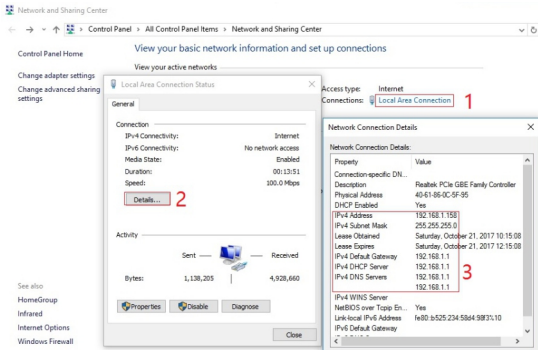 Network and Sharing Center
Control Panel > All Control Panel Items > Network and Sharing Center
Control Panel Home
Change adapter settings
Change advanced sharing
settings
See also
HomeGroup
Infrared
Internet Options
Windows Firewall
View your basic network information and set up connections
View your active networks
Access type: Internet
Connections: Local Area Connection
1
Local Area Connection Status
General
Connection
IPv4 Connectivity: Internet
IPv6 Connectivity: No network access
Media State: Enabled
Duration: 00:13:51
Speed: 100.0 Mbps
Details...
2
Activity
Sent — — Received
Bytes: 1,138,205 4,928,660
Properties Disable Diagnose
Close
Network Connection Details
Network Connection Details:
Property Value
Connection-specific DN...
Description Realtek PCIe GBE Family Controller
Physical Address 40-61-86-0C-5F-95
DHCP Enabled Yes
IPv4 Address 192.168.1.158
IPv4 Subnet Mask 255.255.255.0
Lease Obtained Saturday, October 21, 2017 10:15:08
Lease Expires Saturday, October 21, 2017 12:15:08
IPv4 Default Gateway 192.168.1.1
IPv4 DHCP Server 192.168.1.1
IPv4 DNS Servers 192.168.1.1
192.168.1.1
3
IPv4 WINS Server
NetBIOS over Tcpip En... Yes
Link-local IPv6 Address fe80::b525:234:58d4:98f3%10
IPv6 Default Gateway